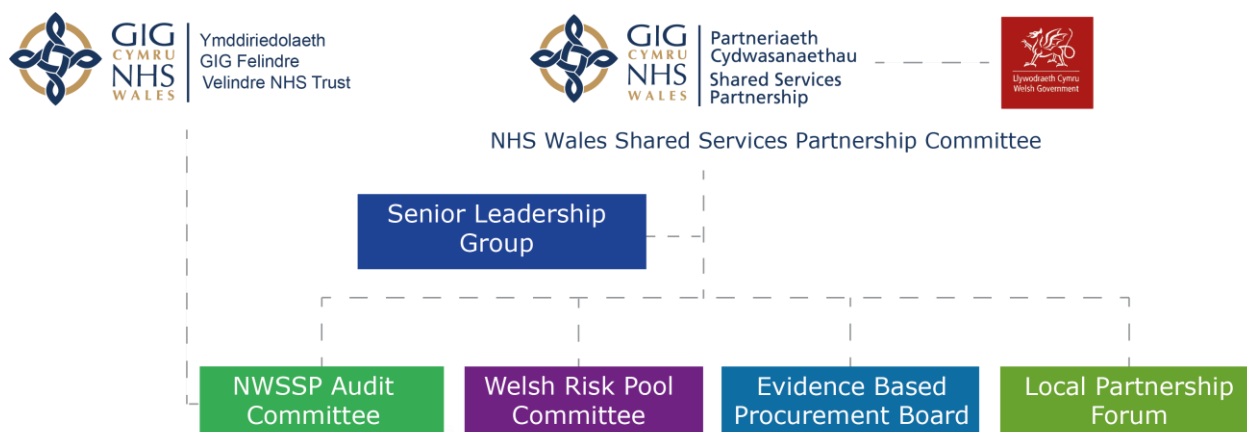 GIG
CYMRU
NHS
WALES
Ymddiriedolaeth
GIG Felindre
Velindre NHS Trust
GIG
CYMRU
NHS
WALES
Partneriaeth
Cydwasanaethau
Shared Services
Partnership
Llywodraeth Cymru
Welsh Government
NHS Wales Shared Services Partnership Committee
Senior Leadership
Group
NWSSP Audit
Committee
Welsh Risk Pool
Committee
Evidence Based
Procurement Board
Local Partnership
Forum